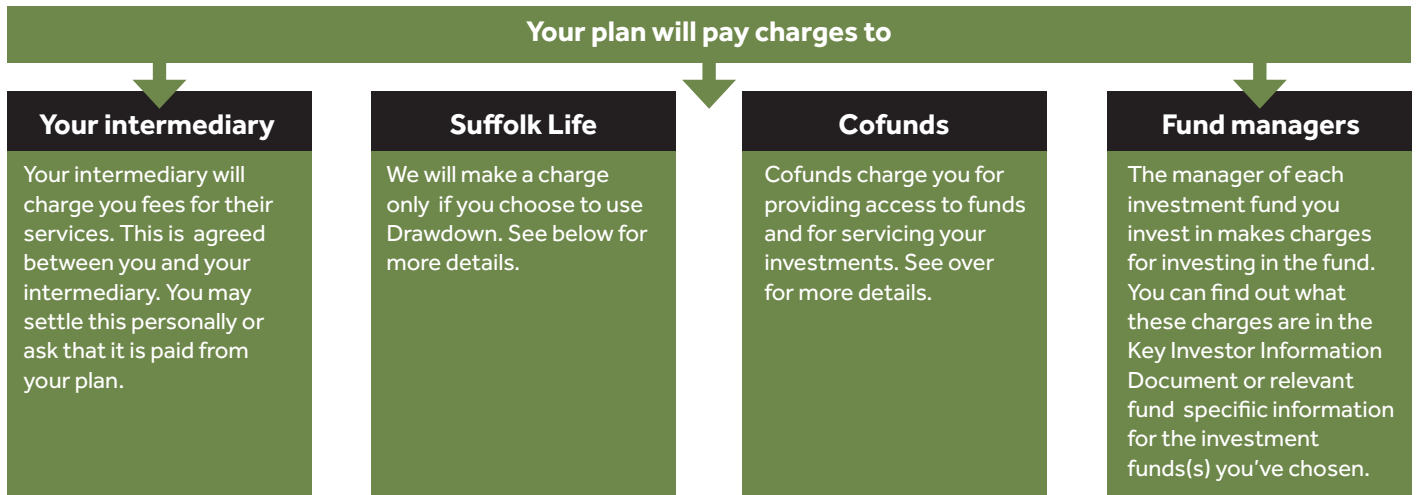 Your plan will pay charges to
Your intermediary
Your intermediary will
charge you fees for their
services. This is  agreed
between you and your
intermediary. You may
settle this personally or
ask that it is paid from
your plan.
Suffolk Life
We will make a charge
only  if you choose to use
Drawdown. See below for
more details.
Cofunds
Cofunds charge you for
providing access to funds
and for servicing your
investments. See over
for more details.
Fund managers
The manager of each
investment fund you
invest in makes charges
for investing in the fund.
You can find out what
these charges are in the
Key Investor Information
Document or relevant
fund  specifiic information
for the investment
funds(s) you've chosen.